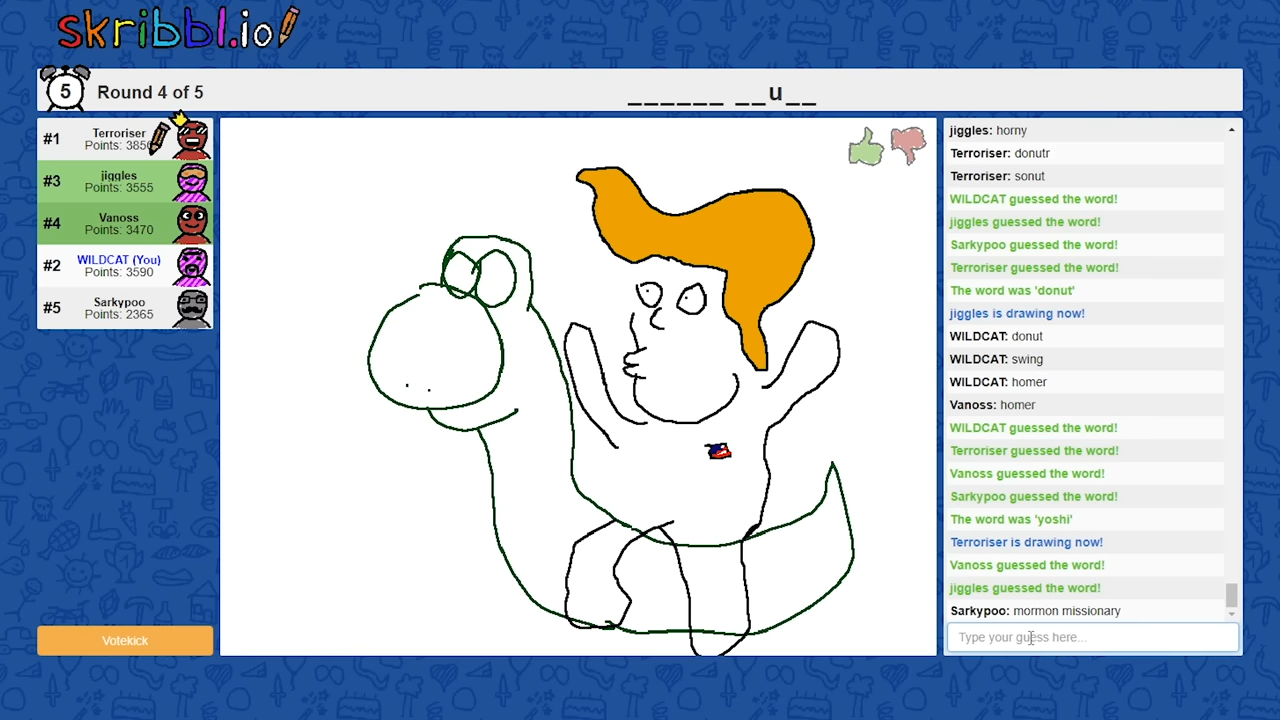 skribbl.io
5
Round 4 of 5
______ __u__
#1
Terroriser
Points: 3850
#3
jiggles
Points: 3555
#4
Vanoss
Points: 3470
#2
WILDCAT (You)
Points: 3590
#5
Sarkypoo
Points: 2365
Votekick
jiggles: horny
Terroriser: donutr
Terroriser: sonut
WILDCAT guessed the word!
jiggles guessed the word!
Sarkypoo guessed the word!
Terroriser guessed the word!
The word was 'donut'
jiggles is drawing now!
WILDCAT: donut
WILDCAT: swing
WILDCAT: homer
Vanoss: homer
WILDCAT guessed the word!
Terroriser guessed the word!
Vanoss guessed the word!
Sarkypoo guessed the word!
The word was 'yoshi'
Terroriser is drawing now!
Vanoss guessed the word!
jiggles guessed the word!
Sarkypoo: mormon missionary
Type your guess here...